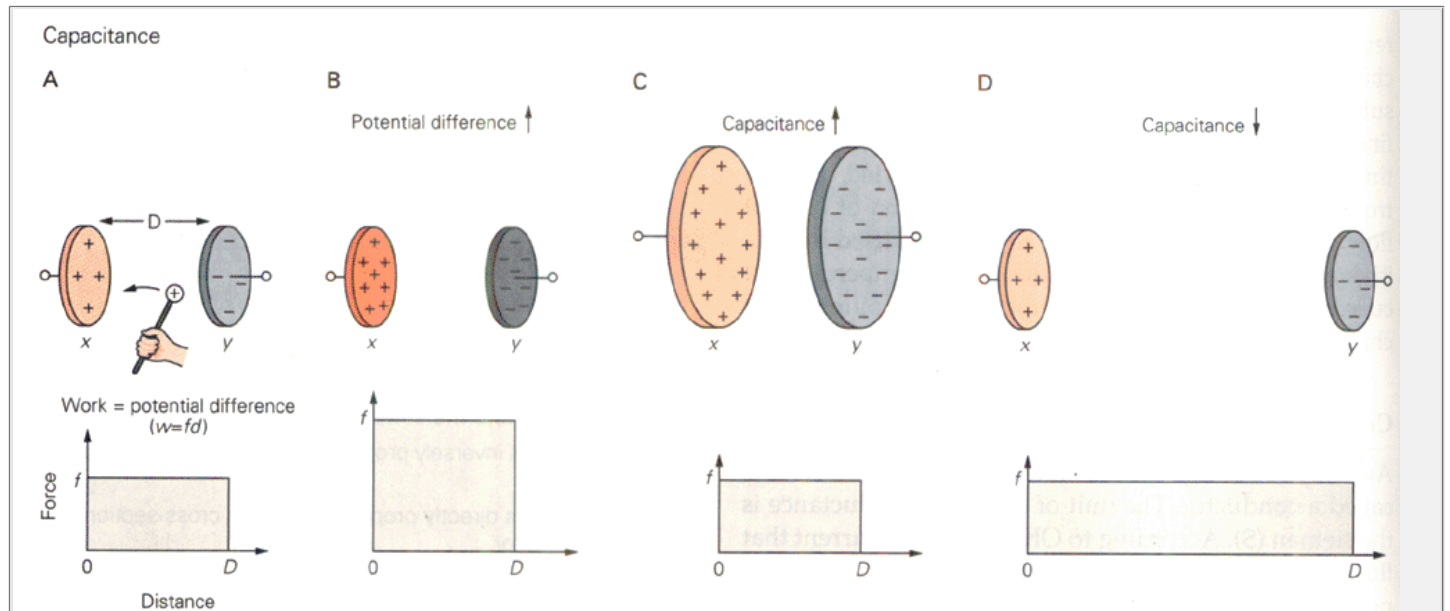 Capacitance
A
B
C
D
Potential difference
Capacitance
Capacitance
D
+
x
y
x
y
x
y
x
y
Work = potential difference
(w=fd)
Force
f
0
D
Distance
f
0
D
f
0
D
f
0
D
inversely pro
s directly prop
cross-section
uctance is
rrent that